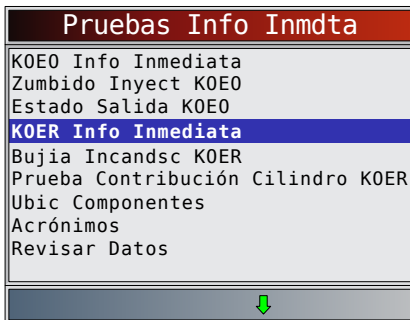 Pruebas Info Inmdta
KOEO Info Inmediata
Zumbido Inyect KOEO
Estado Salida KOEO
KOER Info Inmediata
Bujia Incandsc KOER
Prueba Contribución Cilindro KOER
Ubic Componentes
Acrónimos
Revisar Datos